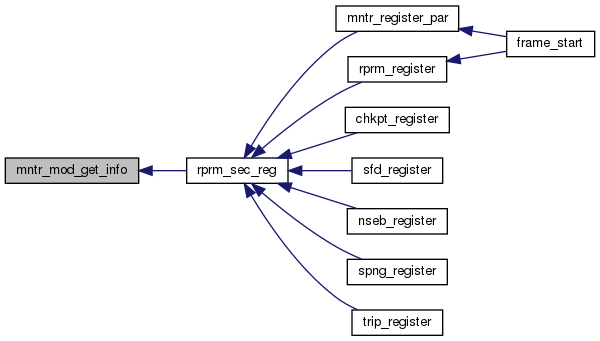 mntr_register_par
frame_start
rprm_register
chkpt_register
mntr_mod_get_info
rprm_sec_reg
sfd_register
nseb_register
spng_register
trip_register